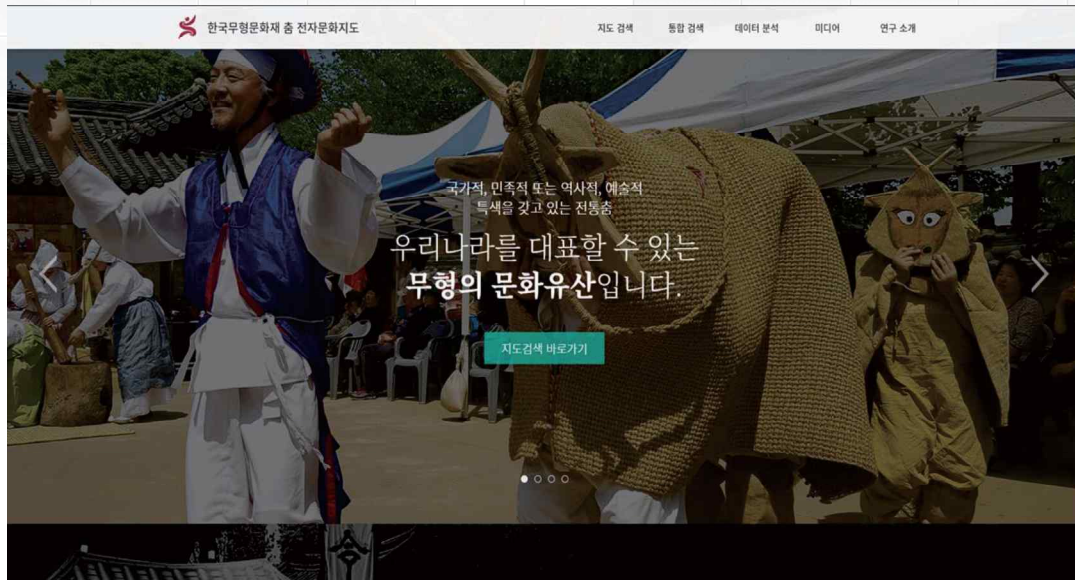 한국무형문화재 춤 전자문화지도
지도 검색 통합 검색 데이터 분석 미디어 연구 소개
국가적, 민족적 또는 역사적, 예술적
특색을 갖고 있는 전통춤
우리나라를 대표할 수 있는
무형의 문화유산입니다.
지도검색 바로가기